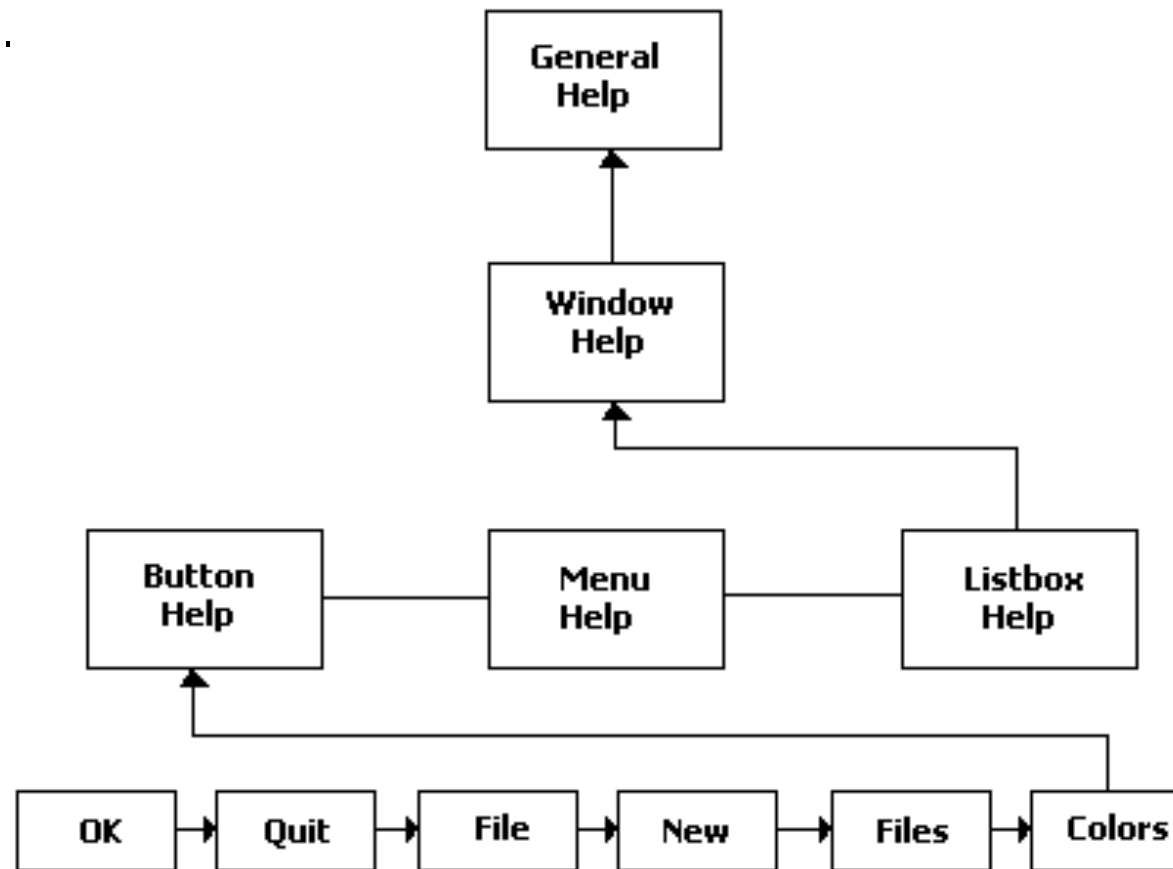 General
Help
Window
Help
Button
Help
Menu
Help
Listbox
Help
OK
Quit
File
New
Files
Colors